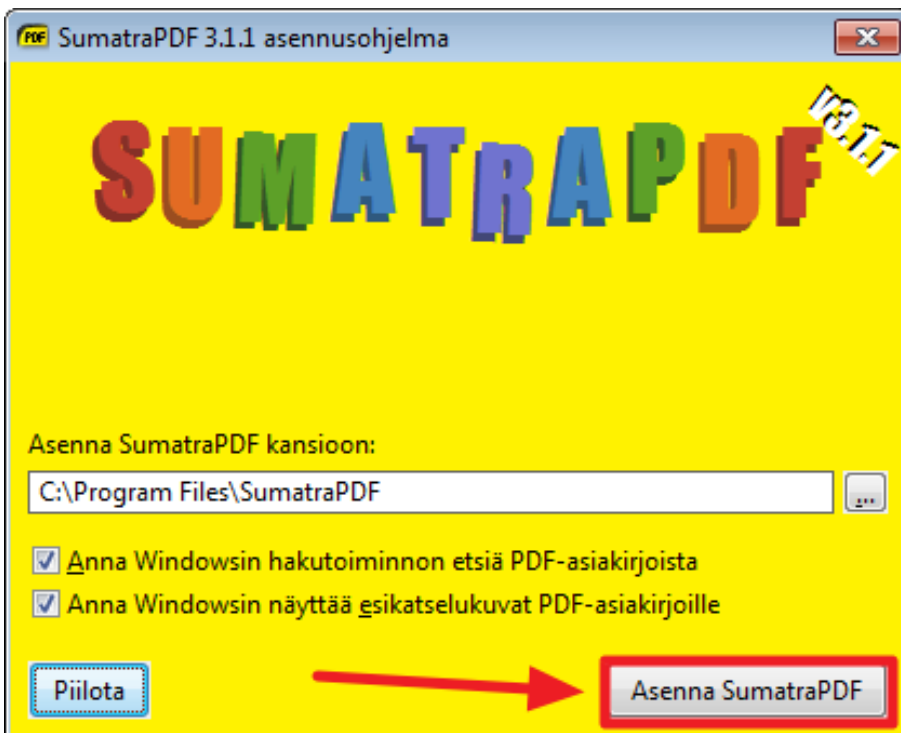 SumatraPDF 3.1.1 asennusohjelma
v3.1.1
SUMATRAPDF
Asenna SumatraPDF kansioon:
C:\Program Files\SumatraPDF
...
Anna Windowsin hakutoiminnon etsiä PDF-asiakirjoista
Anna Windowsin näyttää esikatselukuvat PDF-asiakirjoille
Piilota
Asenna SumatraPDF